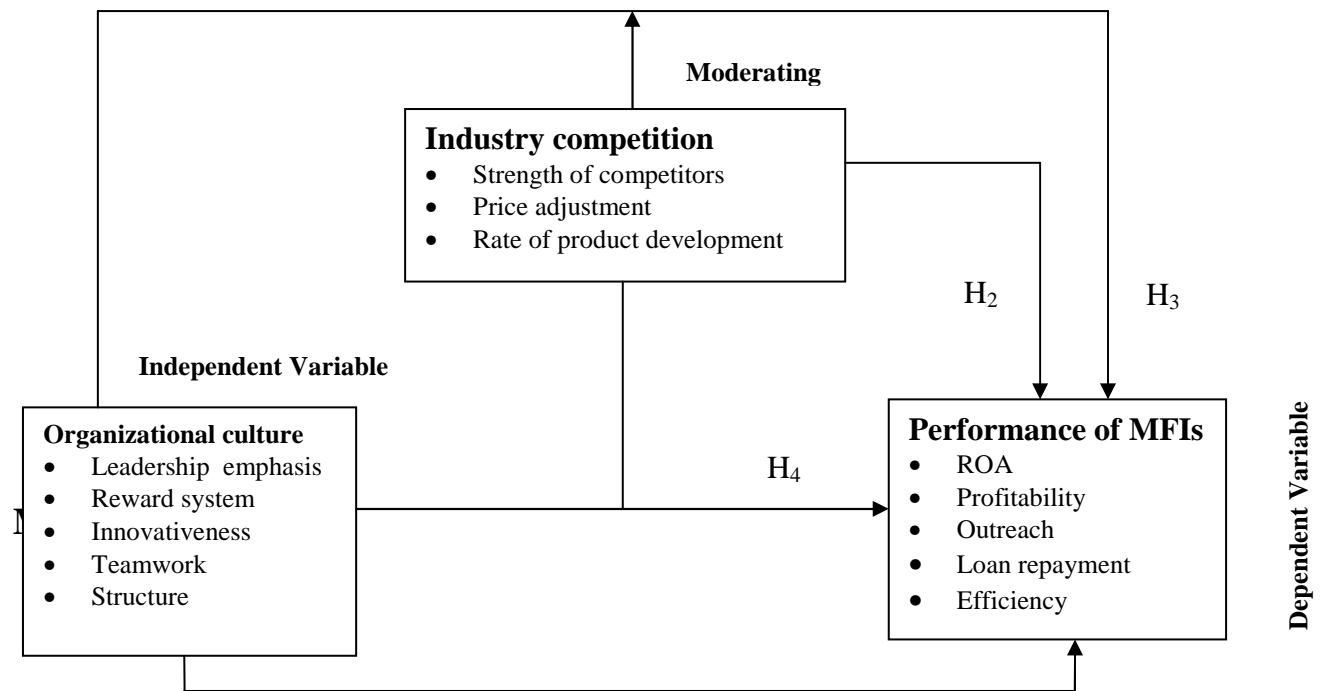 Moderating
Industry competition
• Strength of competitors
• Price adjustment
• Rate of product development
H₂
H₃
Independent Variable
Organizational culture
• Leadership emphasis
• Reward system
• Innovativeness
• Teamwork
• Structure
H₄
Performance of MFIs
• ROA
• Profitability
• Outreach
• Loan repayment
• Efficiency
Dependent Variable